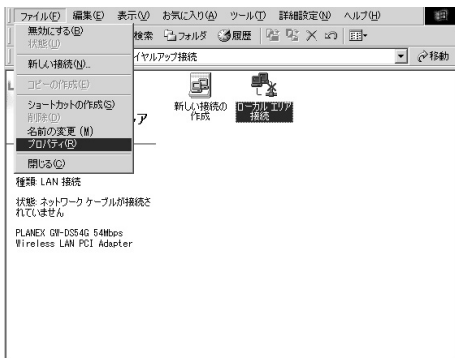 ファイル(F) 編集(E) 表示(V) お気に入り(A) ツール(T) 詳細設定(N) ヘルプ(H)
無効にする(B)
状態(U)
新しい接続(N)...
コピーの作成(E)
ショートカットの作成(S)
削除(D)
名前の変更 (M)
プロパティ(R)
閉じる(C)
検索 フォルダ 履歴
イヤルアップ接続 移動
ア
新しい接続の
作成
ローカル エリア
接続
種類: LAN 接続
状態: ネットワーク ケーブルが接続さ
れていません
PLANEX GW-DS54G 54Mbps
Wireless LAN PCI Adapter